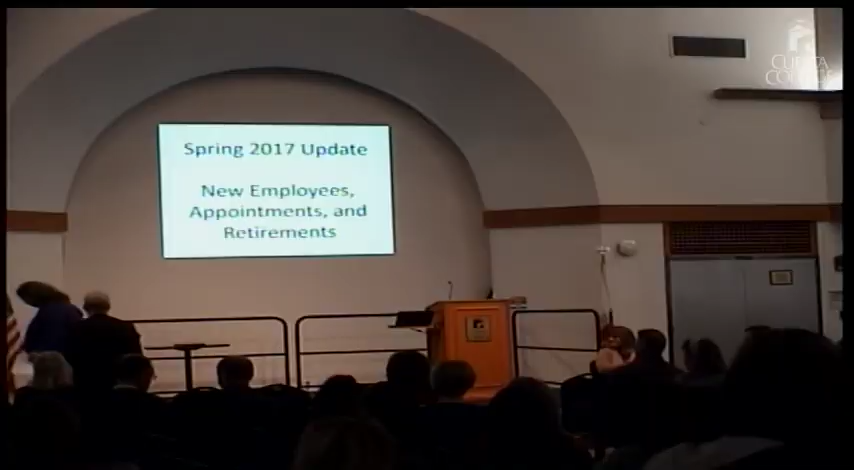 Spring 2017 Update
New Employees,
Appointments, and
Retirements
CUESTA
COLLEGE